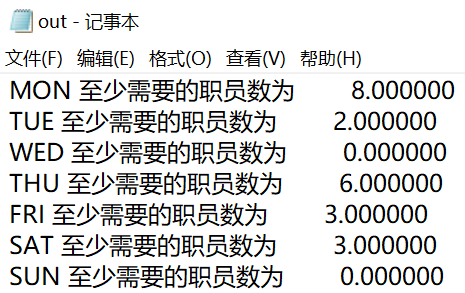 out - 记事本
文件(F) 编辑(E) 格式(O) 查看(V) 帮助(H)
MON 至少需要的职员数为 8.000000
TUE 至少需要的职员数为 2.000000
WED 至少需要的职员数为 0.000000
THU 至少需要的职员数为 6.000000
FRI 至少需要的职员数为 3.000000
SAT 至少需要的职员数为 3.000000
SUN 至少需要的职员数为 0.000000